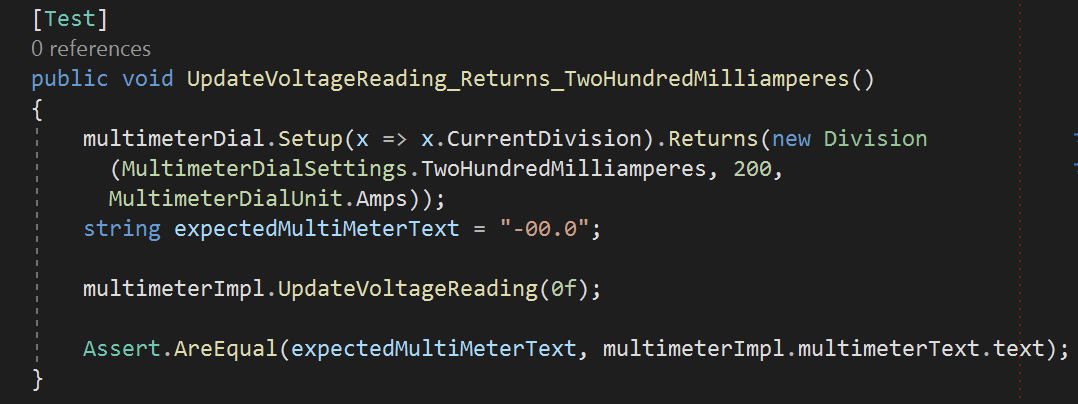 [Test]
0 references
public void UpdateVoltageReading_Returns_TwoHundredMilliamperes()
{
multimeterDial.Setup(x => x.CurrentDivision).Returns(new Division
(MultimeterDialSettings.TwoHundredMilliamperes, 200,
MultimeterDialUnit.Amps));
string expectedMultiMeterText = "-00.0";
multimeterImpl.UpdateVoltageReading(0f);
Assert.AreEqual(expectedMultiMeterText, multimeterImpl.multimeterText.text);
}